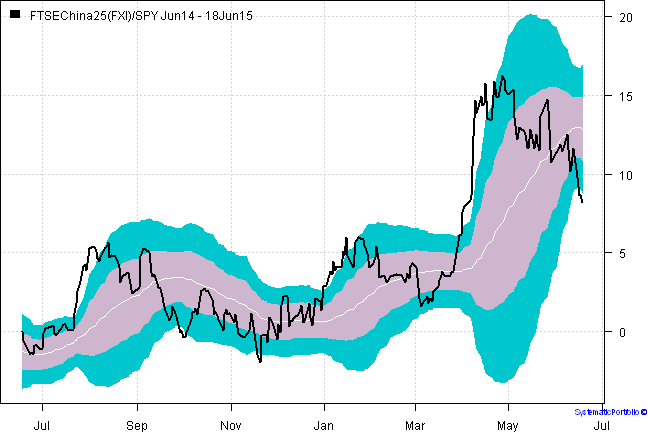 FTSEChina25(FXI)/SPY Jun14 - 18Jun15
20
15
10
5
0
Jul Sep Nov Jan Mar May Jul
SystematicPortfolio ©